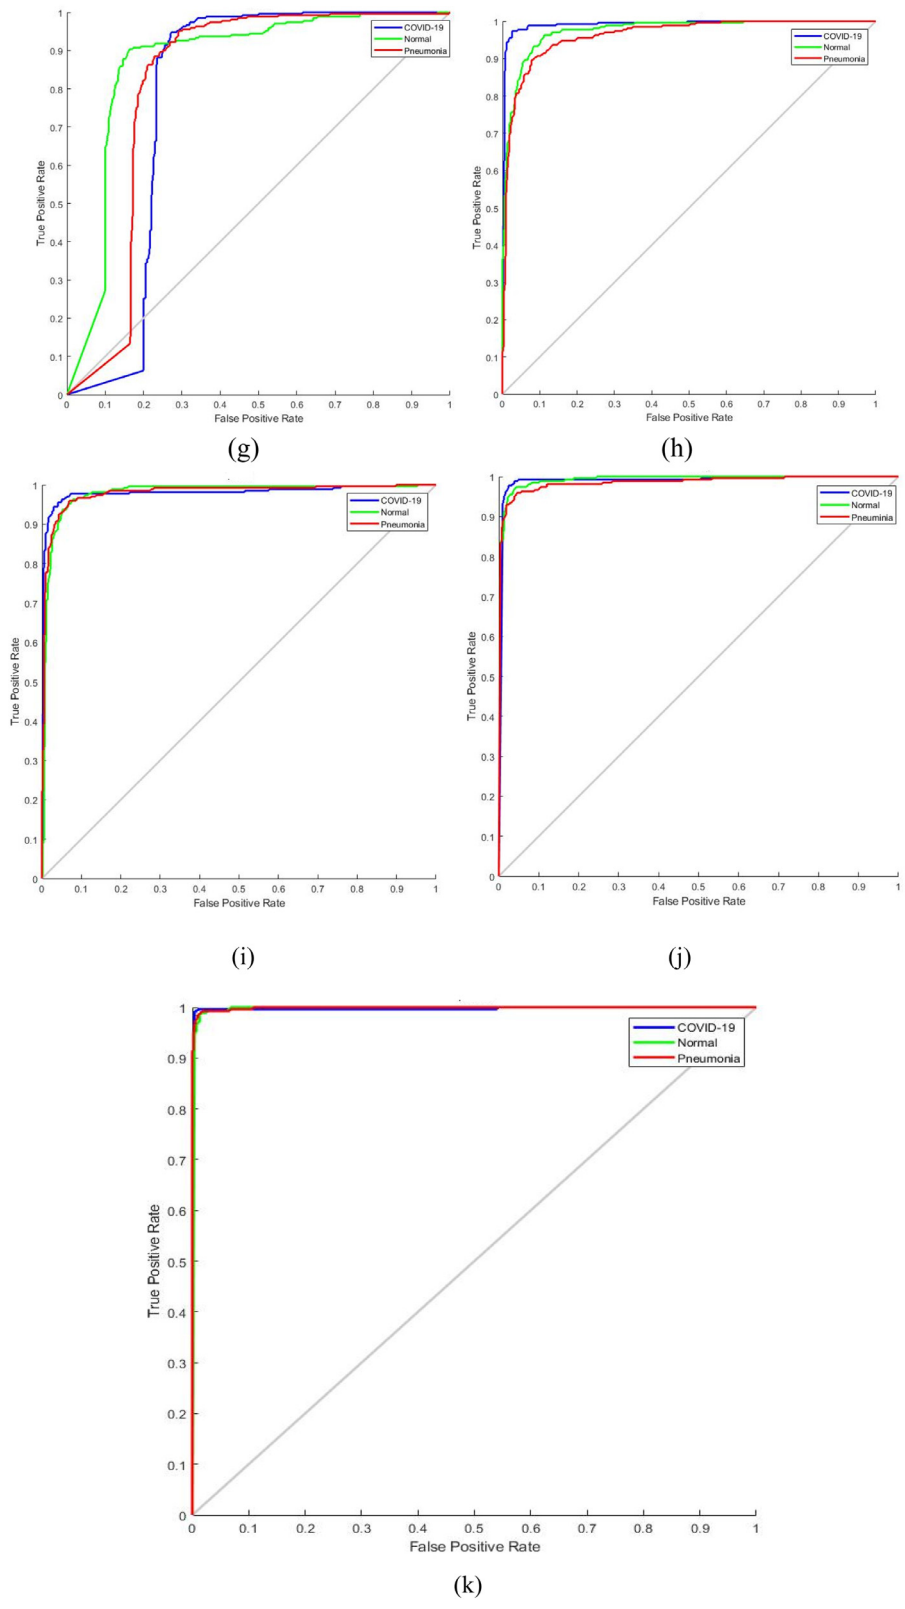 1
0.9
0.8
0.7
0.6
0.5
0.4
0.3
0.2
0.1
0
True Positive Rate
COVID-19
Normal
Pneumonia
0 0.1 0.2 0.3 0.4 0.5 0.6 0.7 0.8 0.9 1
False Positive Rate
(g)
1
0.9
0.8
0.7
0.6
0.5
0.4
0.3
0.2
0.1
0
True Positive Rate
COVID-19
Normal
Pneumonia
0 0.1 0.2 0.3 0.4 0.5 0.6 0.7 0.8 0.9 1
False Positive Rate
(h)
1
0.9
0.8
0.7
0.6
0.5
0.4
0.3
0.2
0.1
0
True Positive Rate
COVID-19
Normal
Pneumonia
0 0.1 0.2 0.3 0.4 0.5 0.6 0.7 0.8 0.9 1
False Positive Rate
(i)
1
0.9
0.8
0.7
0.6
0.5
0.4
0.3
0.2
0.1
0
True Positive Rate
COVID-19
Normal
Pneuminia
0 0.1 0.2 0.3 0.4 0.5 0.6 0.7 0.8 0.9 1
False Positive Rate
(j)
1
0.9
0.8
0.7
0.6
0.5
0.4
0.3
0.2
0.1
0
True Positive Rate
COVID-19
Normal
Pneumonia
0 0.1 0.2 0.3 0.4 0.5 0.6 0.7 0.8 0.9 1
False Positive Rate
(k)